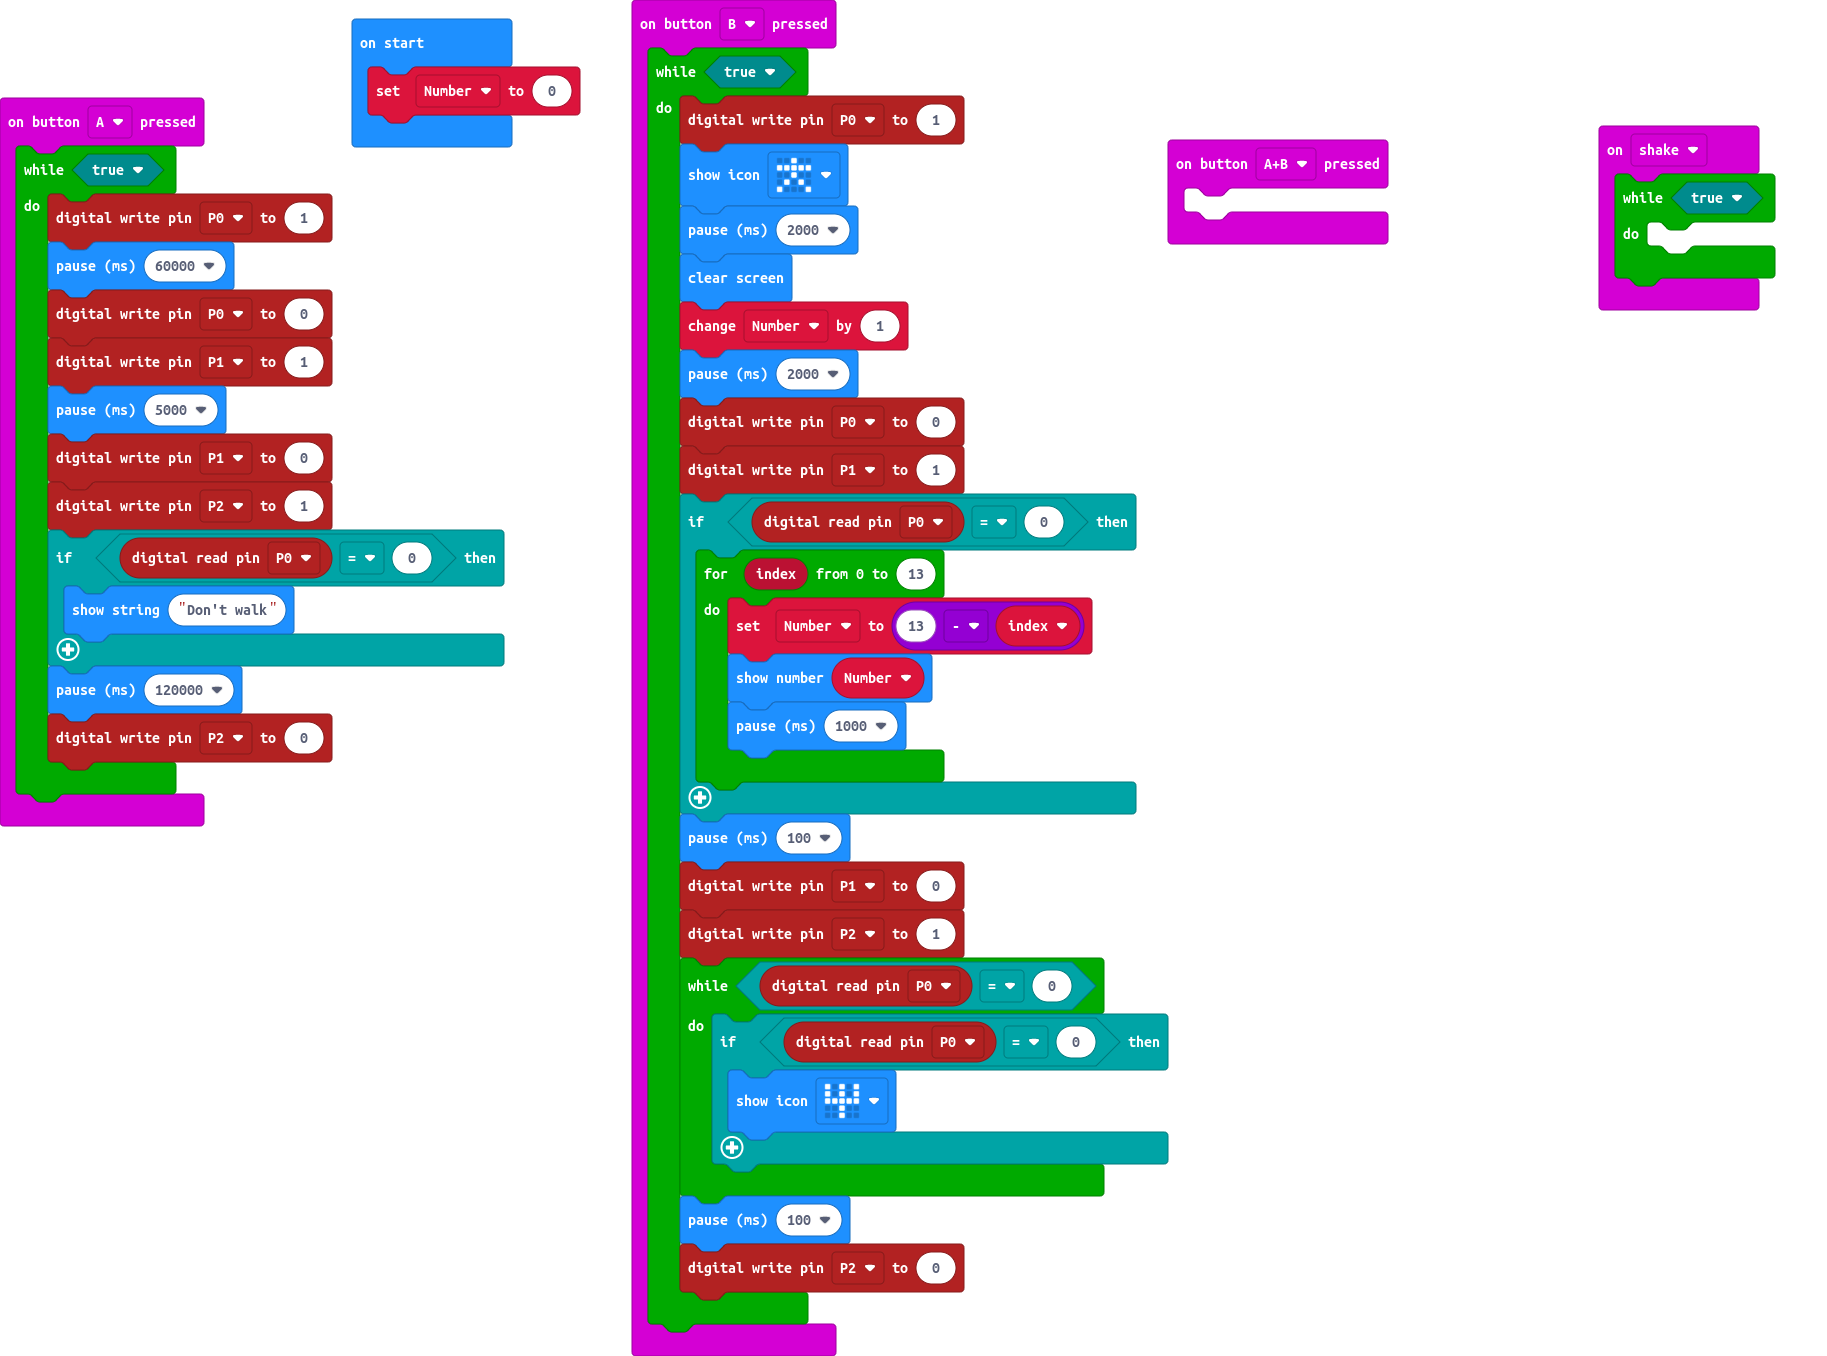 on button A pressed
while true
do
digital write pin P0 to 1
pause (ms) 60000
digital write pin P0 to 0
digital write pin P1 to 1
pause (ms) 5000
digital write pin P1 to 0
digital write pin P2 to 1
if digital read pin P0 = 0 then
show string "Don't walk"
pause (ms) 120000
digital write pin P2 to 0
on start
set Number to 0
on button B pressed
while true
do
digital write pin P0 to 1
show icon
pause (ms) 2000
clear screen
change Number by 1
pause (ms) 2000
digital write pin P0 to 0
digital write pin P1 to 1
if digital read pin P0 = 0 then
for index from 0 to 13
do
set Number to 13 - index
show number Number
pause (ms) 1000
pause (ms) 100
digital write pin P1 to 0
digital write pin P2 to 1
while digital read pin P0 = 0
do
if digital read pin P0 = 0 then
show icon
pause (ms) 100
digital write pin P2 to 0
on button A+B pressed
on shake
while true
do